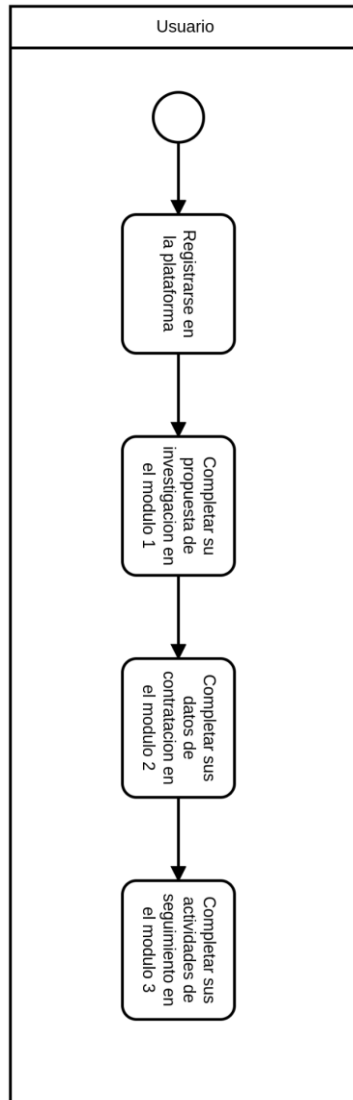 Usuario
Registrarse en
la plataforma
Completar su
propuesta de
investigacion en
el modulo 1
Completar sus
datos de
contratacion en
el modulo 2
Completar sus
actividades de
seguimiento en
el modulo 3